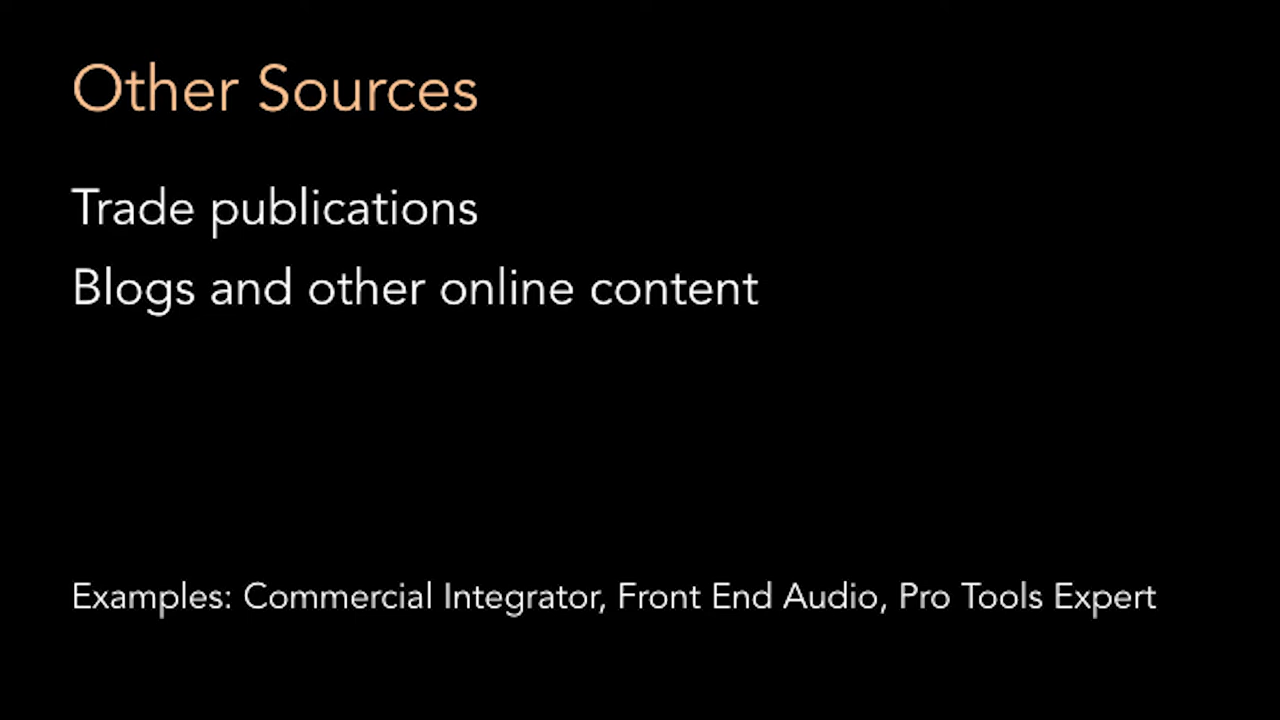 Other Sources
Trade publications
Blogs and other online content
Examples: Commercial Integrator, Front End Audio, Pro Tools Expert